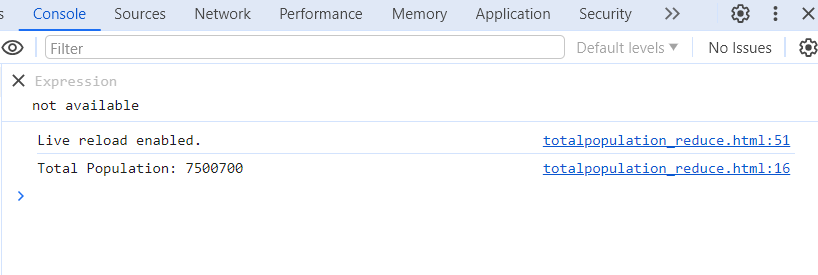 Console Sources Network Performance Memory Application Security
Filter Default levels ▼ No Issues
Expression
not available
Live reload enabled. totalpopulation_reduce.html:51
Total Population: 7500700 totalpopulation_reduce.html:16